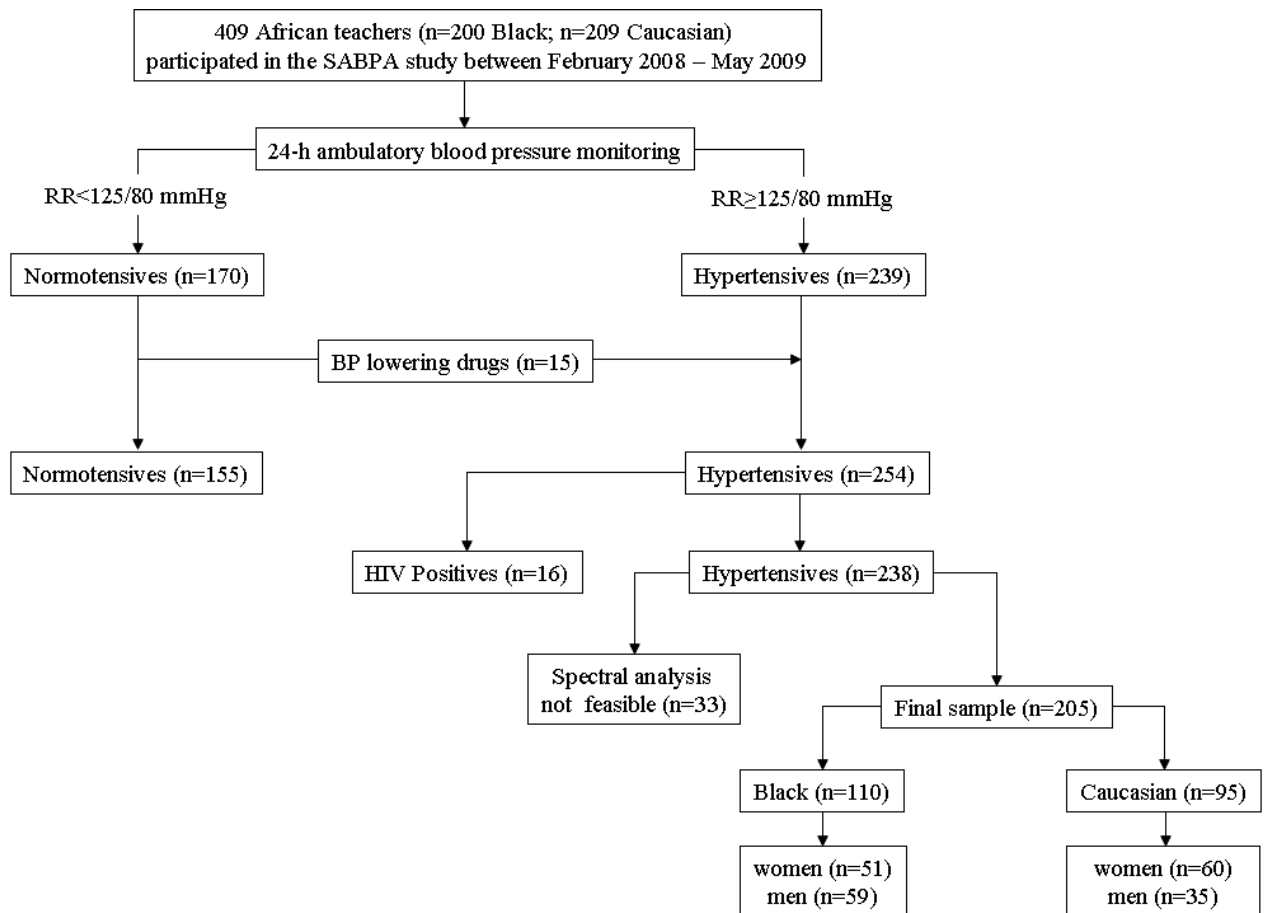 409 African teachers (n=200 Black; n=209 Caucasian)
participated in the SABPA study between February 2008 – May 2009
24-h ambulatory blood pressure monitoring
RR<125/80 mmHg
RR≥125/80 mmHg
Normotensives (n=170)
Hypertensives (n=239)
BP lowering drugs (n=15)
Normotensives (n=155)
Hypertensives (n=254)
HIV Positives (n=16)
Hypertensives (n=238)
Spectral analysis
not feasible (n=33)
Final sample (n=205)
Black (n=110)
Caucasian (n=95)
women (n=51)
men (n=59)
women (n=60)
men (n=35)